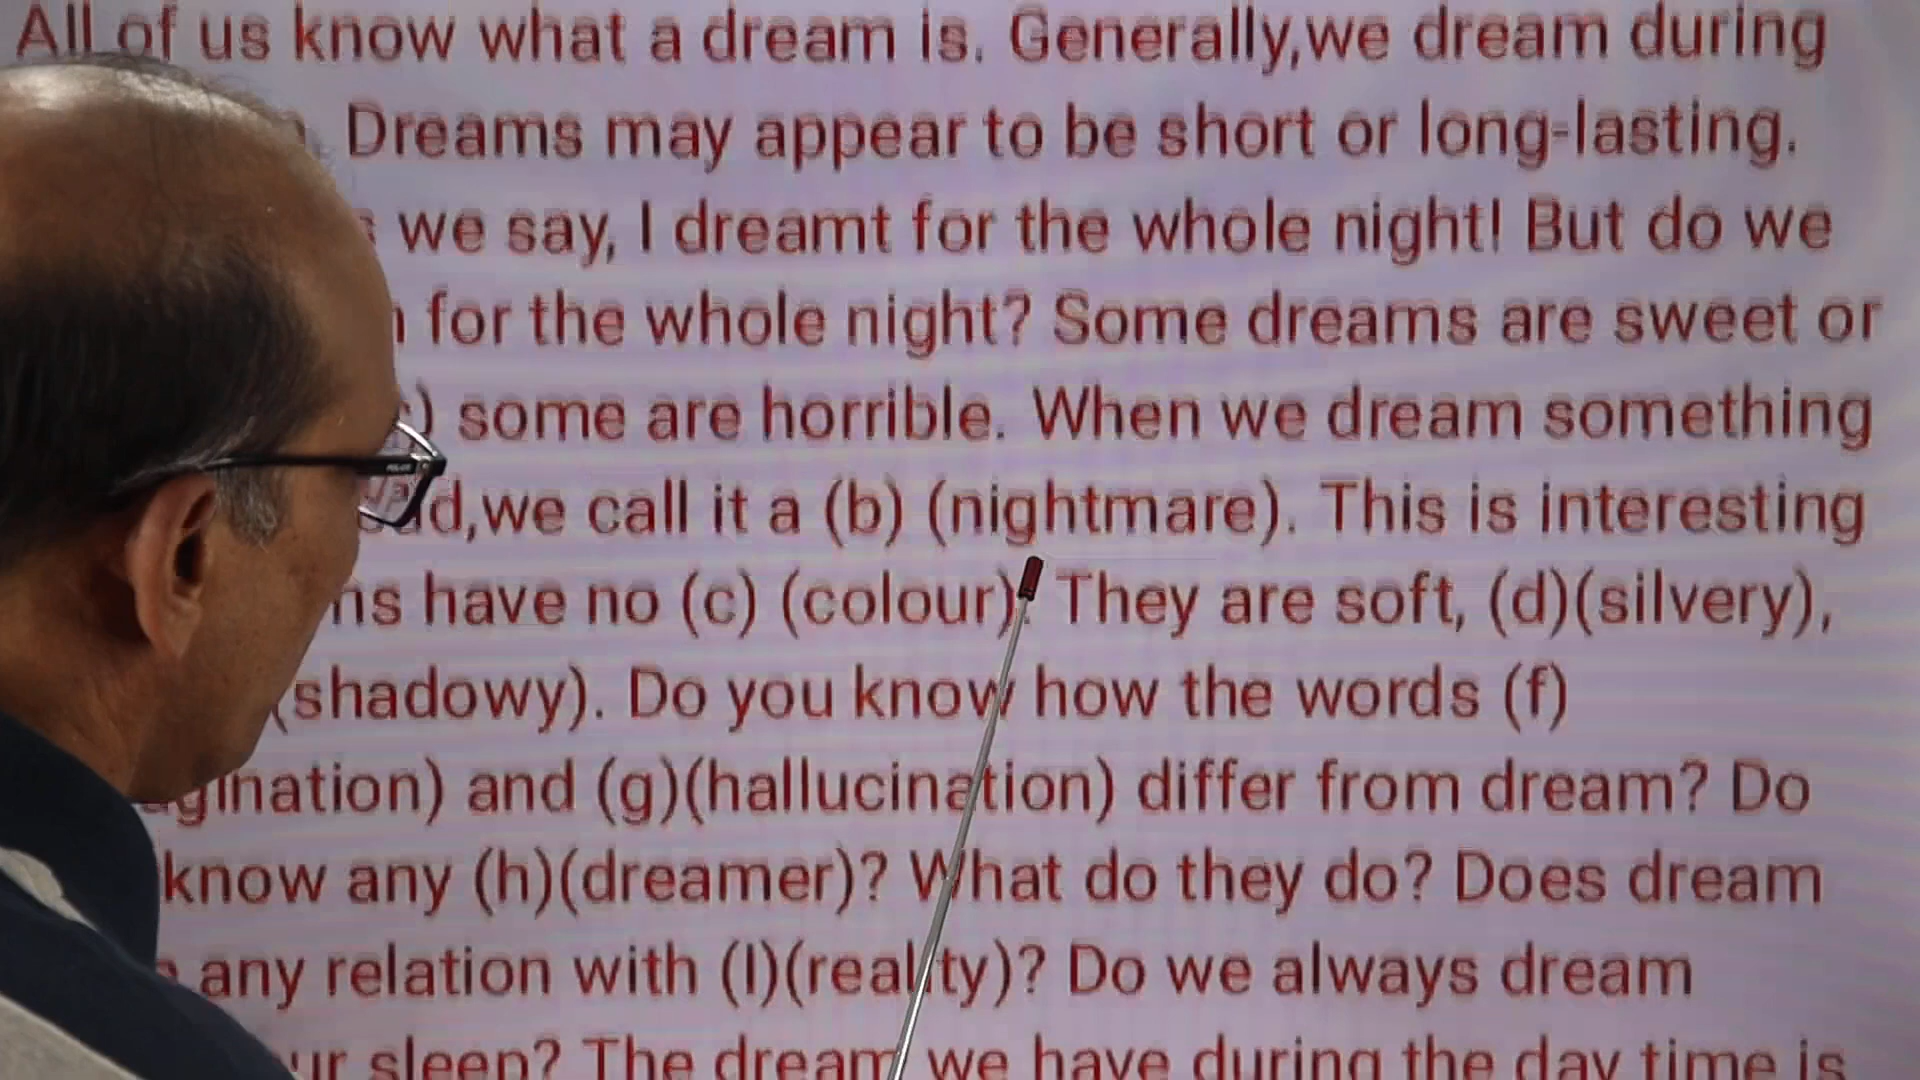 All of us know what a dream is. Generally,we dream during
Dreams may appear to be short or long-lasting.
we say, I dreamt for the whole night! But do we
for the whole night? Some dreams are sweet or
some are horrible. When we dream something
we call it a (b) (nightmare). This is interesting
have no (c) (colour). They are soft, (d)(silvery),
(shadowy). Do you know how the words (f)
and (g)(hallucination) differ from dream? Do
know any (h)(dreamer)? What do they do? Does dream
any relation with (I)(reality)? Do we always dream
sleep? The dream we have during the day time is